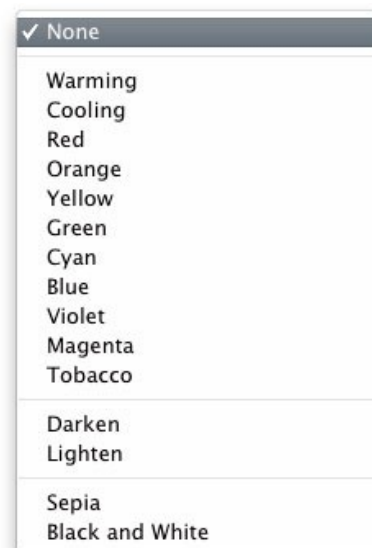 ✓ None
Warming
Cooling
Red
Orange
Yellow
Green
Cyan
Blue
Violet
Magenta
Tobacco
Darken
Lighten
Sepia
Black and White